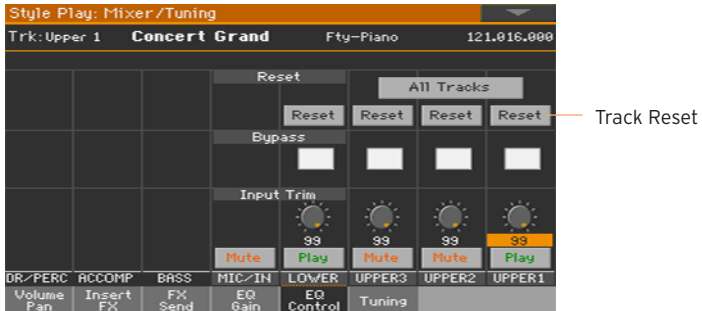 Style Play: Mixer/Tuning
Trk: Upper 1 Concert Grand Fty-Piano 121.016.000
Reset
All Tracks
Reset Reset Reset Reset
Track Reset
Bypass
Input Trim
99 99 99 99
Mute Play Mute Mute Play
DR/PERC ACCOMP BASS MIC/IN LOWER UPPER3 UPPER2 UPPER1
Volume Insert FX EQ EQ Tuning
Pan FX Send Gain Control